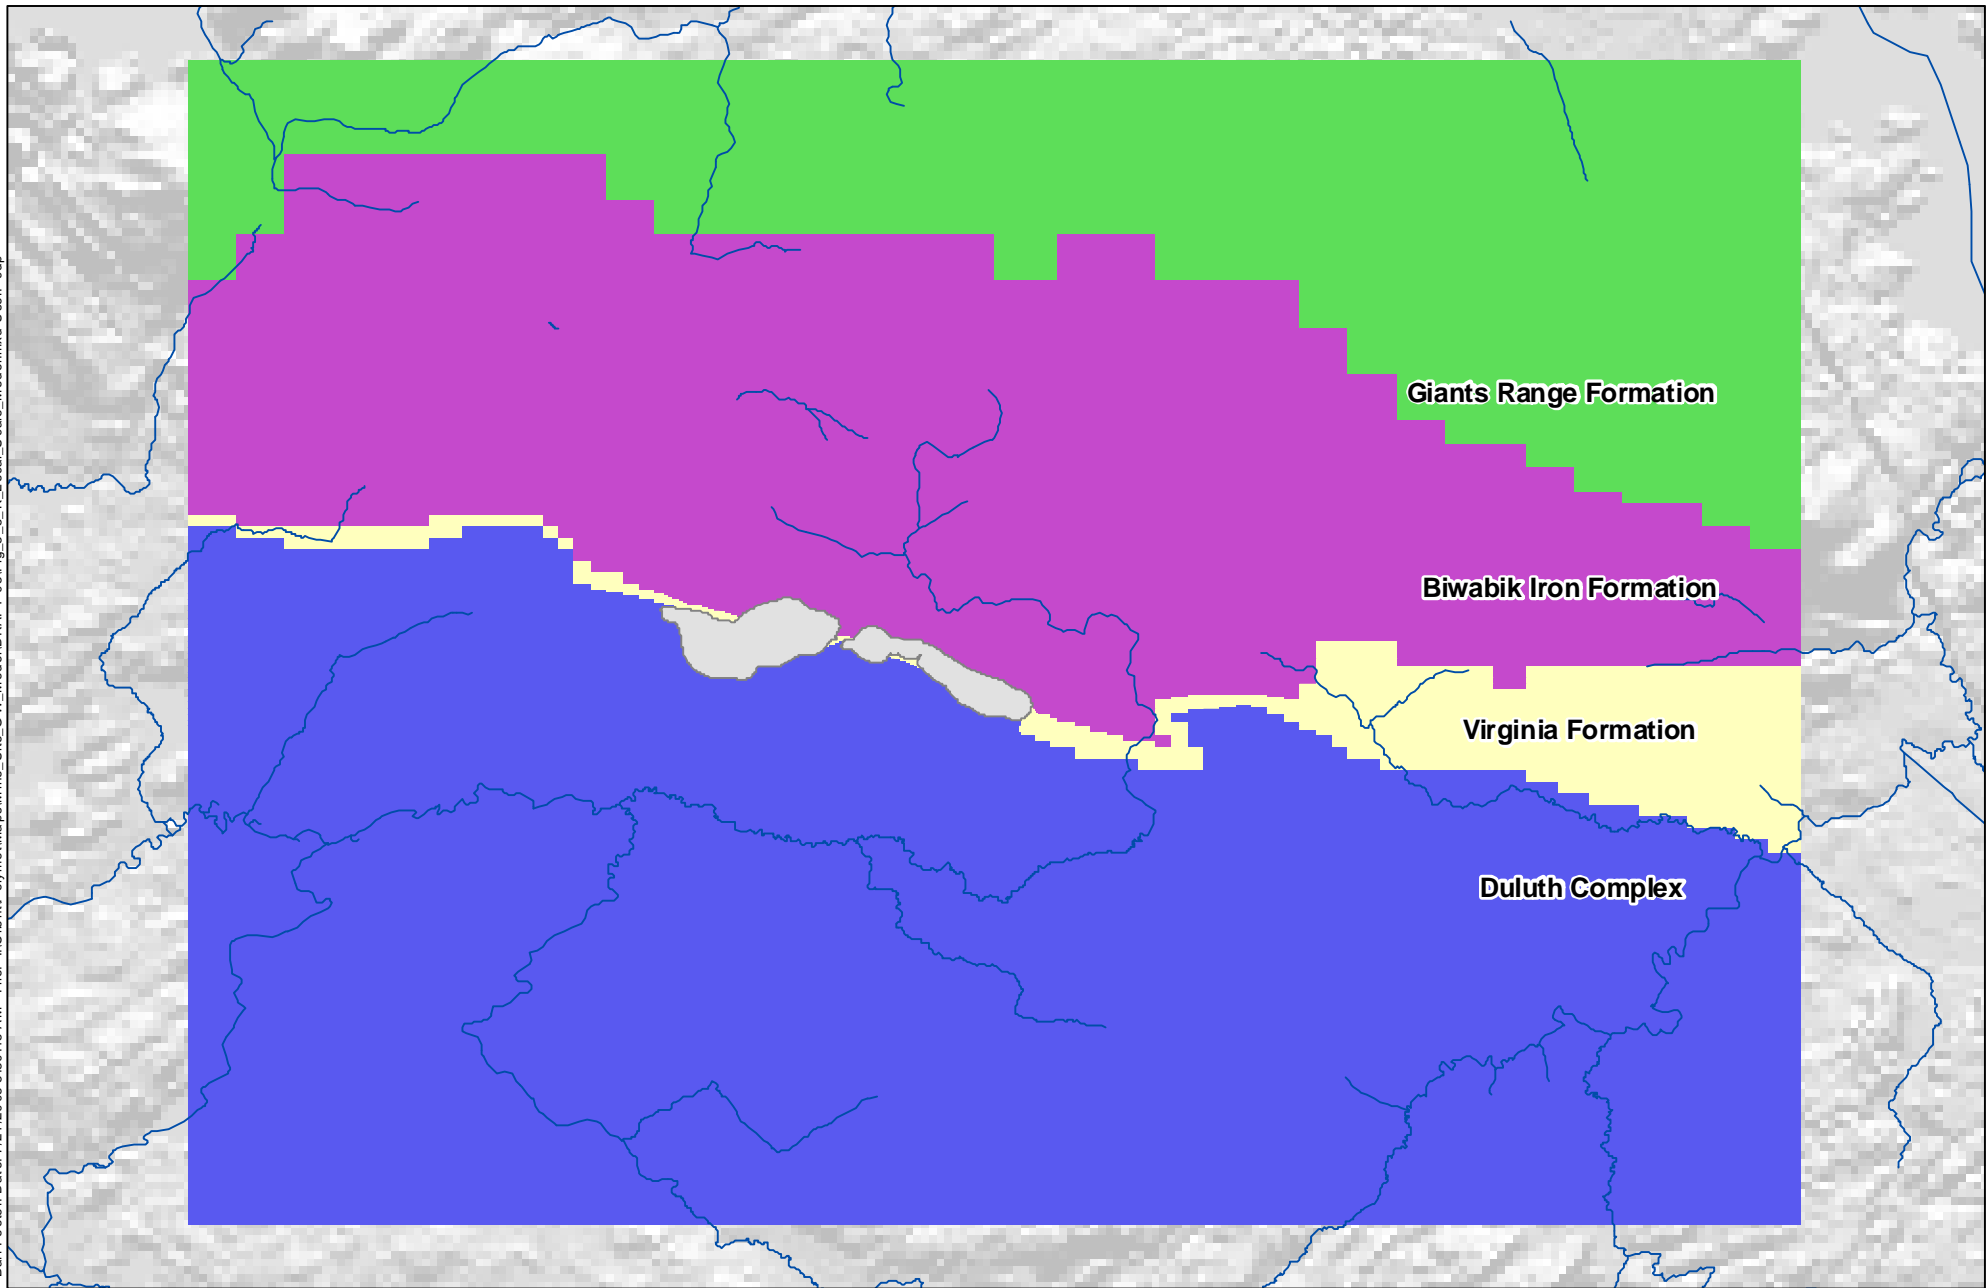 Giants Range Formation
Biwabik Iron Formation
Virginia Formation
Duluth Complex